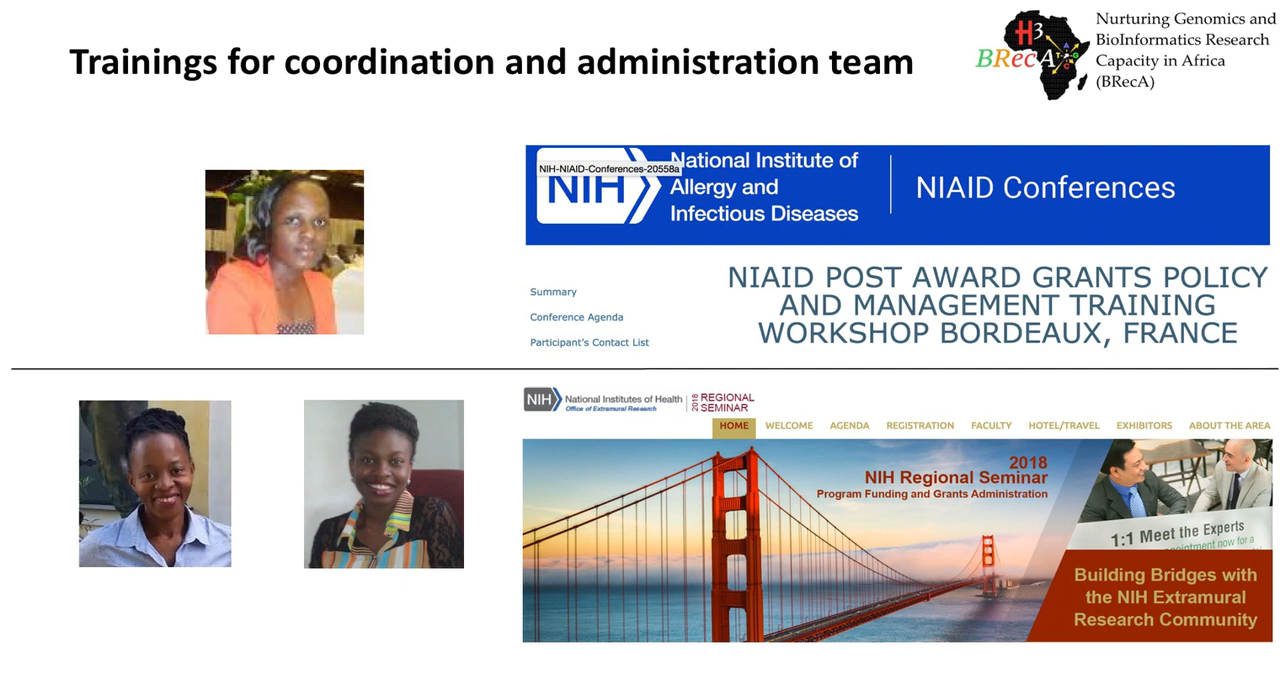 Trainings for coordination and administration team
H3
BRecA
Nurturing Genomics and
BioInformatics Research
Capacity in Africa
(BRecA)
NIH-NIAID-Conferences-20558a
NIH
National Institute of
Allergy and
Infectious Diseases
NIAID Conferences
Summary
Conference Agenda
Participant's Contact List
NIAID POST AWARD GRANTS POLICY
AND MANAGEMENT TRAINING
WORKSHOP BORDEAUX, FRANCE
NIH
National Institutes of Health
Office of Extramural Research
2018
REGIONAL
SEMINAR
HOME WELCOME AGENDA REGISTRATION FACULTY HOTEL/TRAVEL EXHIBITORS ABOUT THE AREA
2018
NIH Regional Seminar
Program Funding and Grants Administration
1:1 Meet the Experts
now for a
Building Bridges with
the NIH Extramural
Research Community